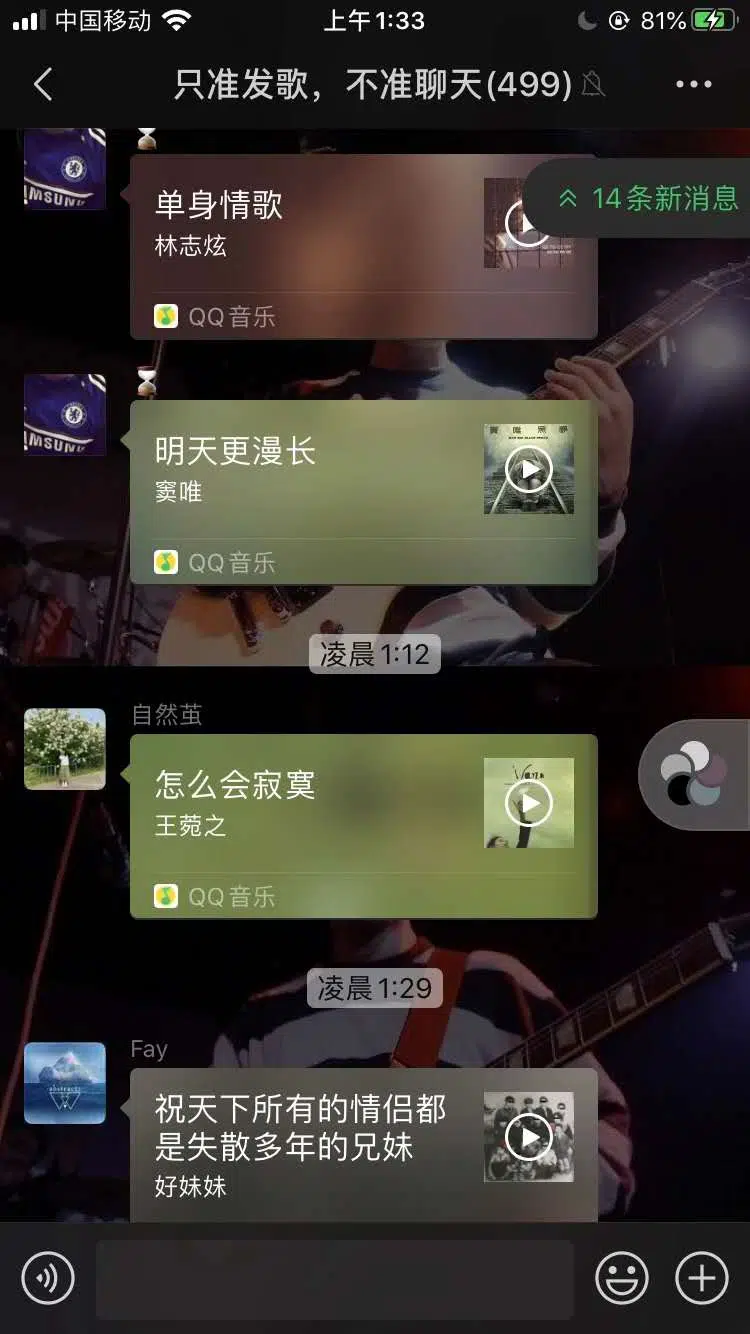 中国移动
上午1:33
81%
只准发歌，不准聊天(499)
14条新消息
单身情歌
林志炫
QQ音乐
明天更漫长
窦唯
QQ音乐
凌晨1:12
自然茧
怎么会寂寞
王菀之
QQ音乐
凌晨1:29
Fay
祝天下所有的情侣都
是失散多年的兄妹
好妹妹